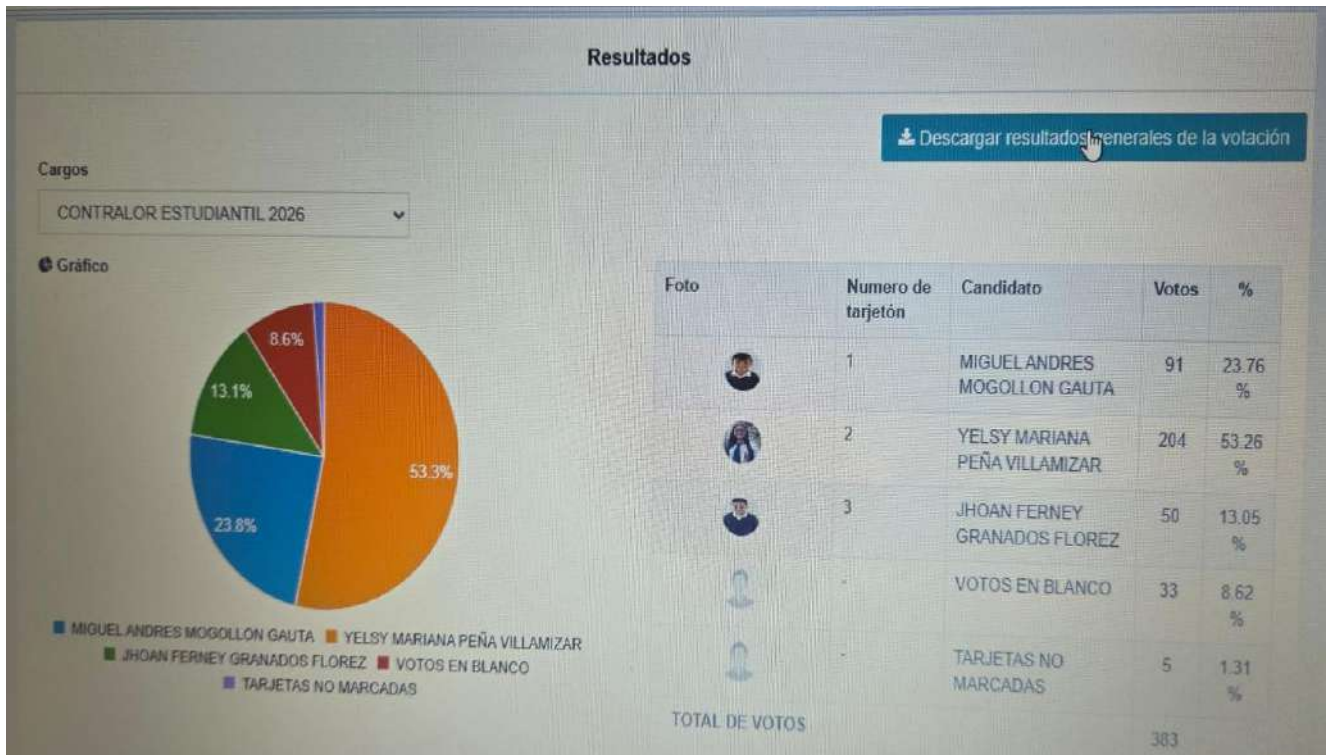 Resultados
Descargar resultados generales de la votación
Cargos
CONTRALOR ESTUDIANTIL 2026
Gráfico
8.6%
13.1%
53.3%
23.8%
MIGUEL ANDRES MOGOLLON GAUTA YELSY MARIANA PEÑA VILLAMIZAR
JHOAN FERNEY GRANADOS FLOREZ VOTOS EN BLANCO
TARJETAS NO MARCADAS
Foto Numero de Candidato Votos %
tarjetón
1 MIGUEL ANDRES 91 23.76
MOGOLLON GAUTA %
2 YELSY MARIANA 204 53.26
PEÑA VILLAMIZAR %
3 JHOAN FERNEY 50 13.05
GRANADOS FLOREZ %
- VOTOS EN BLANCO 33 8.62
%
- TARJETAS NO 5 1.31
MARCADAS %
TOTAL DE VOTOS 383